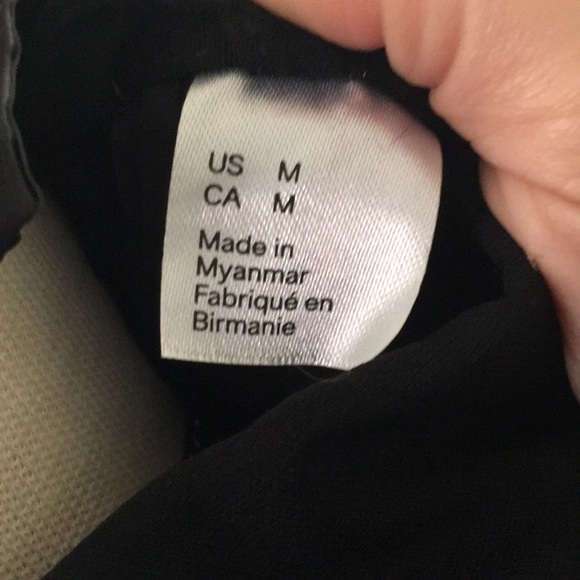 US M
CA M
Made in
Myanmar
Fabriqué en
Birmanie